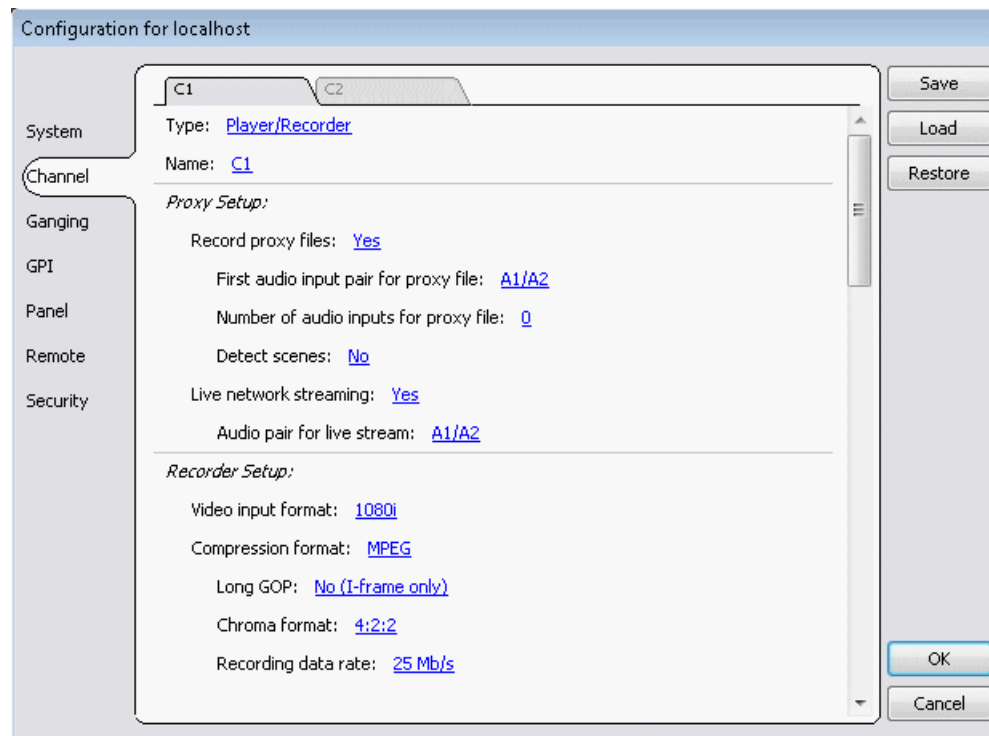 Configuration for localhost
C1
C2
System
Channel
Ganging
GPI
Panel
Remote
Security
Type: Player/Recorder
Name: C1
Proxy Setup:
Record proxy files: Yes
First audio input pair for proxy file: A1/A2
Number of audio inputs for proxy file: 0
Detect scenes: No
Live network streaming: Yes
Audio pair for live stream: A1/A2
Recorder Setup:
Video input format: 1080i
Compression format: MPEG
Long GOP: No (I-frame only)
Chroma format: 4:2:2
Recording data rate: 25 Mb/s
Save
Load
Restore
OK
Cancel